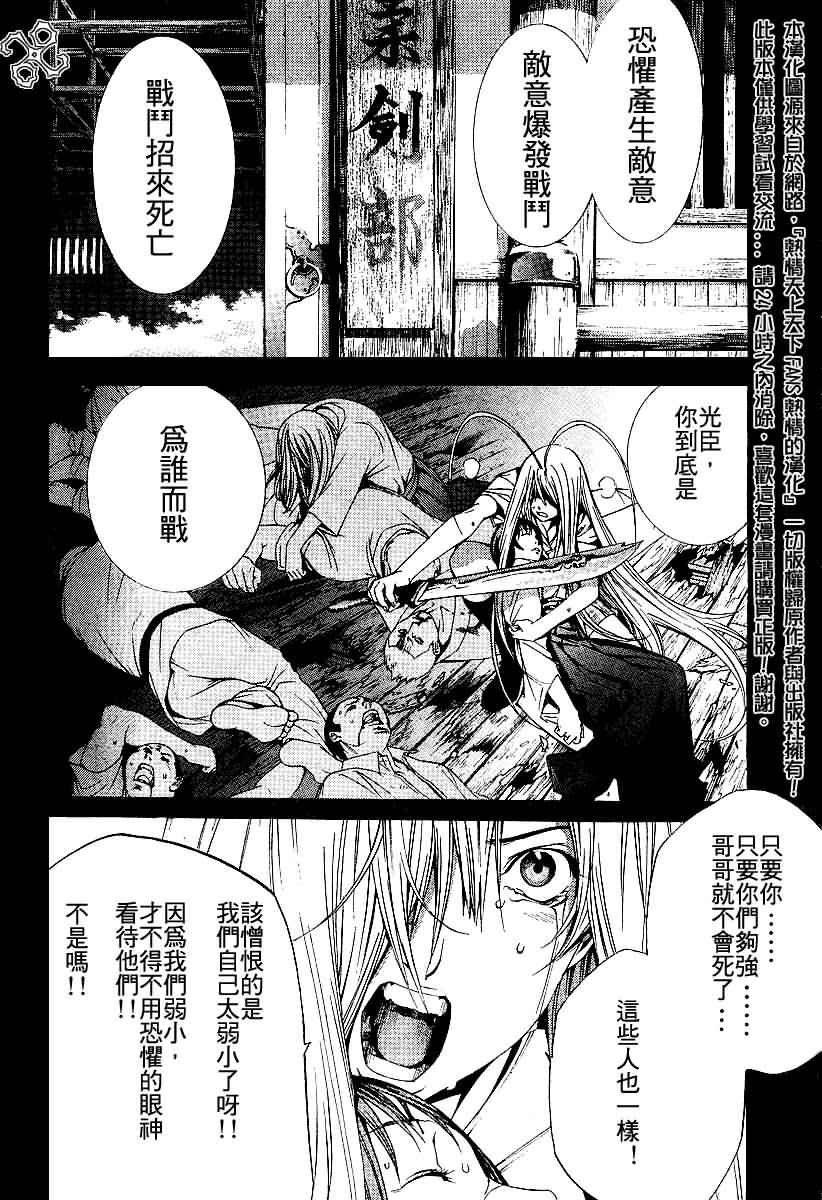 本漢化圖源來自於網絡，『熱情天上天下FANS熱情的漢化』一切版權歸原作者與出版社擁有！
此版本僅供學習試看交流....請24小時之內消除，喜歡這套漫畫請購買正版！謝謝。
恐懼產生敵意
敵意爆發戰鬥
柔剣部
戰鬥招來死亡
光臣，
你到底是
為誰而戰
只要你......
只要你們夠強......
哥哥就不會死了...
這些人也一樣！
該憎恨的是
我們自己太弱小了呀!!
因為我們弱小，
才不得不用恐懼的眼神
看待他們!!
不是嗎!!